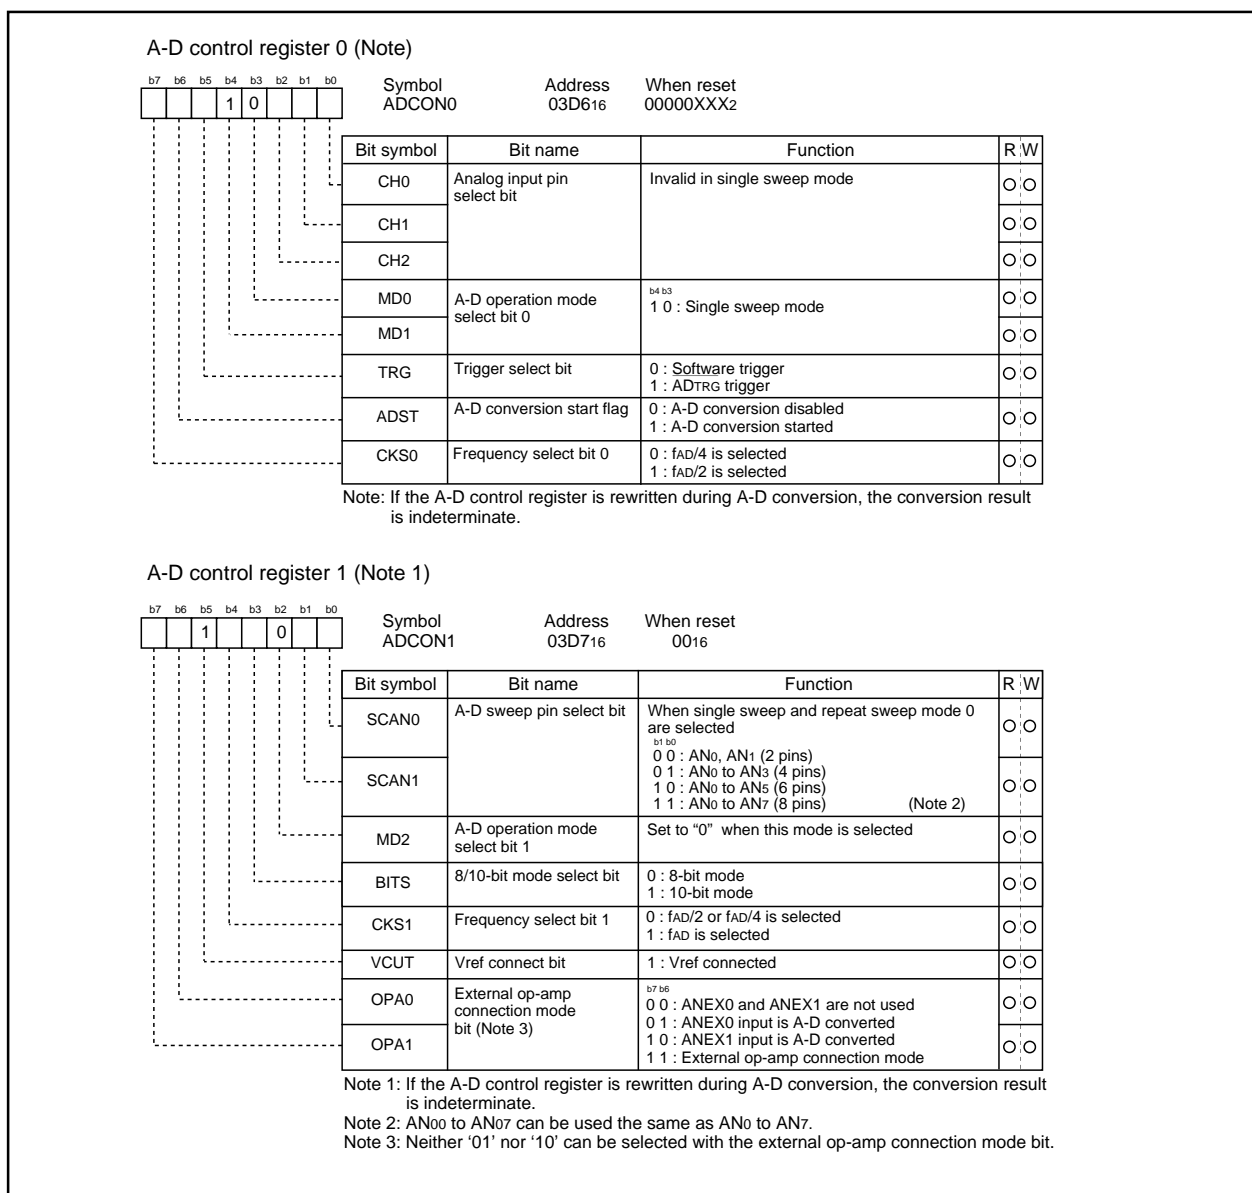 A-D control register 0 (Note)
b7 b6 b5 b4 b3 b2 b1 b0
1 0
Symbol Address When reset
ADCON0 03D616 00000XXX2
Bit symbol Bit name Function R W
CH0 Analog input pin select bit Invalid in single sweep mode
CH1
CH2
MD0 A-D operation mode select bit 0 b4 b3
1 0 : Single sweep mode
MD1
TRG Trigger select bit 0 : Software trigger
1 : ADTRG trigger
ADST A-D conversion start flag 0 : A-D conversion disabled
1 : A-D conversion started
CKS0 Frequency select bit 0 0 : fAD/4 is selected
1 : fAD/2 is selected
Note: If the A-D control register is rewritten during A-D conversion, the conversion result
is indeterminate.
A-D control register 1 (Note 1)
b7 b6 b5 b4 b3 b2 b1 b0
1 0
Symbol Address When reset
ADCON1 03D716 0016
Bit symbol Bit name Function R W
SCAN0 A-D sweep pin select bit When single sweep and repeat sweep mode 0
are selected
b1 b0
0 0 : AN0, AN1 (2 pins)
0 1 : AN0 to AN3 (4 pins)
SCAN1
1 0 : AN0 to AN5 (6 pins)
1 1 : AN0 to AN7 (8 pins) (Note 2)
MD2 A-D operation mode select bit 1 Set to “0” when this mode is selected
BITS 8/10-bit mode select bit 0 : 8-bit mode
1 : 10-bit mode
CKS1 Frequency select bit 1 0 : fAD/2 or fAD/4 is selected
1 : fAD is selected
VCUT Vref connect bit 1 : Vref connected
OPA0 External op-amp connection mode bit (Note 3) b7 b6
0 0 : ANEX0 and ANEX1 are not used
0 1 : ANEX0 input is A-D converted
OPA1
1 0 : ANEX1 input is A-D converted
1 1 : External op-amp connection mode
Note 1: If the A-D control register is rewritten during A-D conversion, the conversion result
is indeterminate.
Note 2: AN00 to AN07 can be used the same as AN0 to AN7.
Note 3: Neither ‘01’ nor ‘10’ can be selected with the external op-amp connection mode bit.